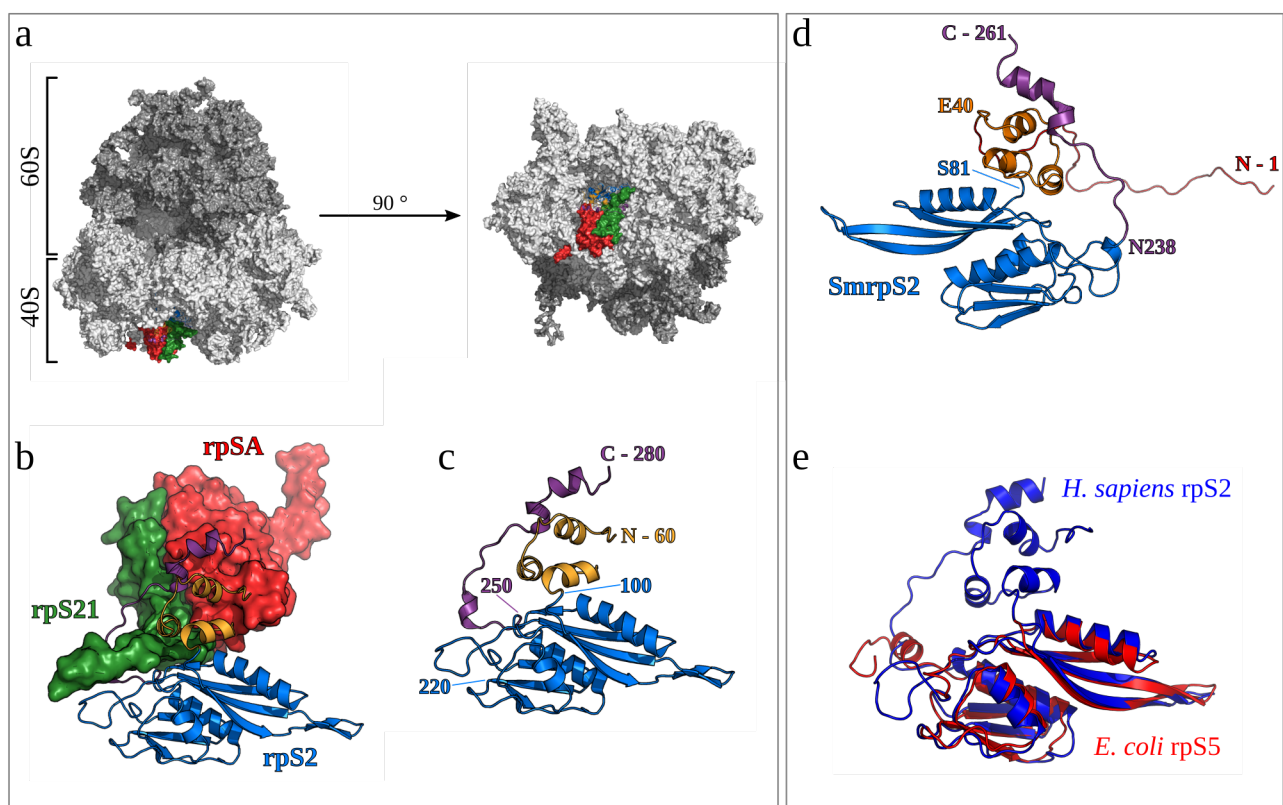 a
60S
40S
90 °
b
rpSA
rpS21
rpS2
c
C - 280
N - 60
250
100
220
d
C - 261
E40
N - 1
S81
N238
SmrpS2
e
H. sapiens rpS2
E. coli rpS5